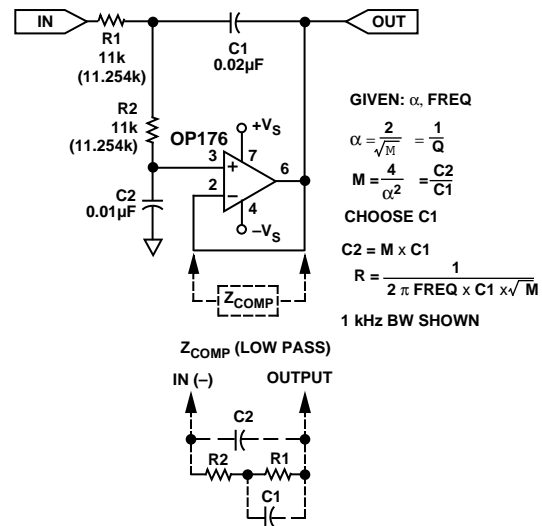 IN
R1
11k
(11.254k)
C1
0.02µF
OUT
R2
11k
(11.254k)
OP176
+VS
3
7
6
2
4
+
−
−VS
C2
0.01µF
ZCOMP
GIVEN: α, FREQ
α = 2/√M = 1/Q
M = 4/α² = C2/C1
CHOOSE C1
C2 = M x C1
R = 1/2 π FREQ x C1 x√ M
1 kHz BW SHOWN
ZCOMP (LOW PASS)
IN (–) OUTPUT
C2
R2 R1
C1